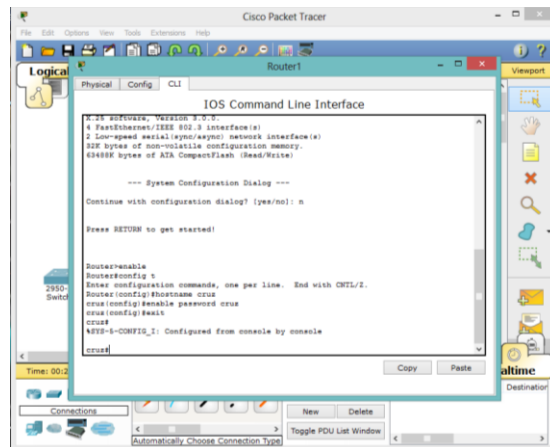 Cisco Packet Tracer
File Edit Options View Tools Extensions Help
Logical
Router1
Viewport
Physical Config CLI
IOS Command Line Interface
X.25 software, Version 3.0.0.
4 FastEthernet/IEEE 802.3 interface(s)
2 Low-speed serial(sync/async) network interface(s)
32K bytes of non-volatile configuration memory.
63488K bytes of ATA CompactFlash (Read/Write)
--- System Configuration Dialog ---
Continue with configuration dialog? [yes/no]: n
Press RETURN to get started!
Router>enable
Router#config t
Enter configuration commands, one per line.  End with CNTL/Z.
Router(config)#hostname cruz
cruz(config)#enable password cruz
cruz(config)#exit
cruz#
%SYS-5-CONFIG_I: Configured from console by console
cruz#
2950-
Switc
Copy Paste
Time: 00:2
altime
Connections
New Delete
Destination
Toggle PDU List Window
Automatically Choose Connection Type